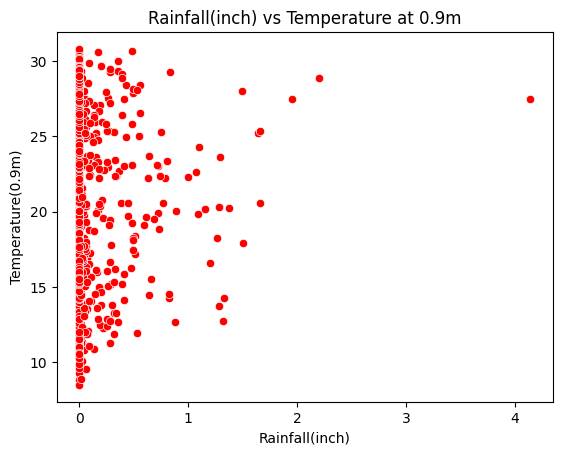 Rainfall(inch) vs Temperature at 0.9m
Temperature(0.9m)
30
25
20
15
10
0 1 2 3 4
Rainfall(inch)